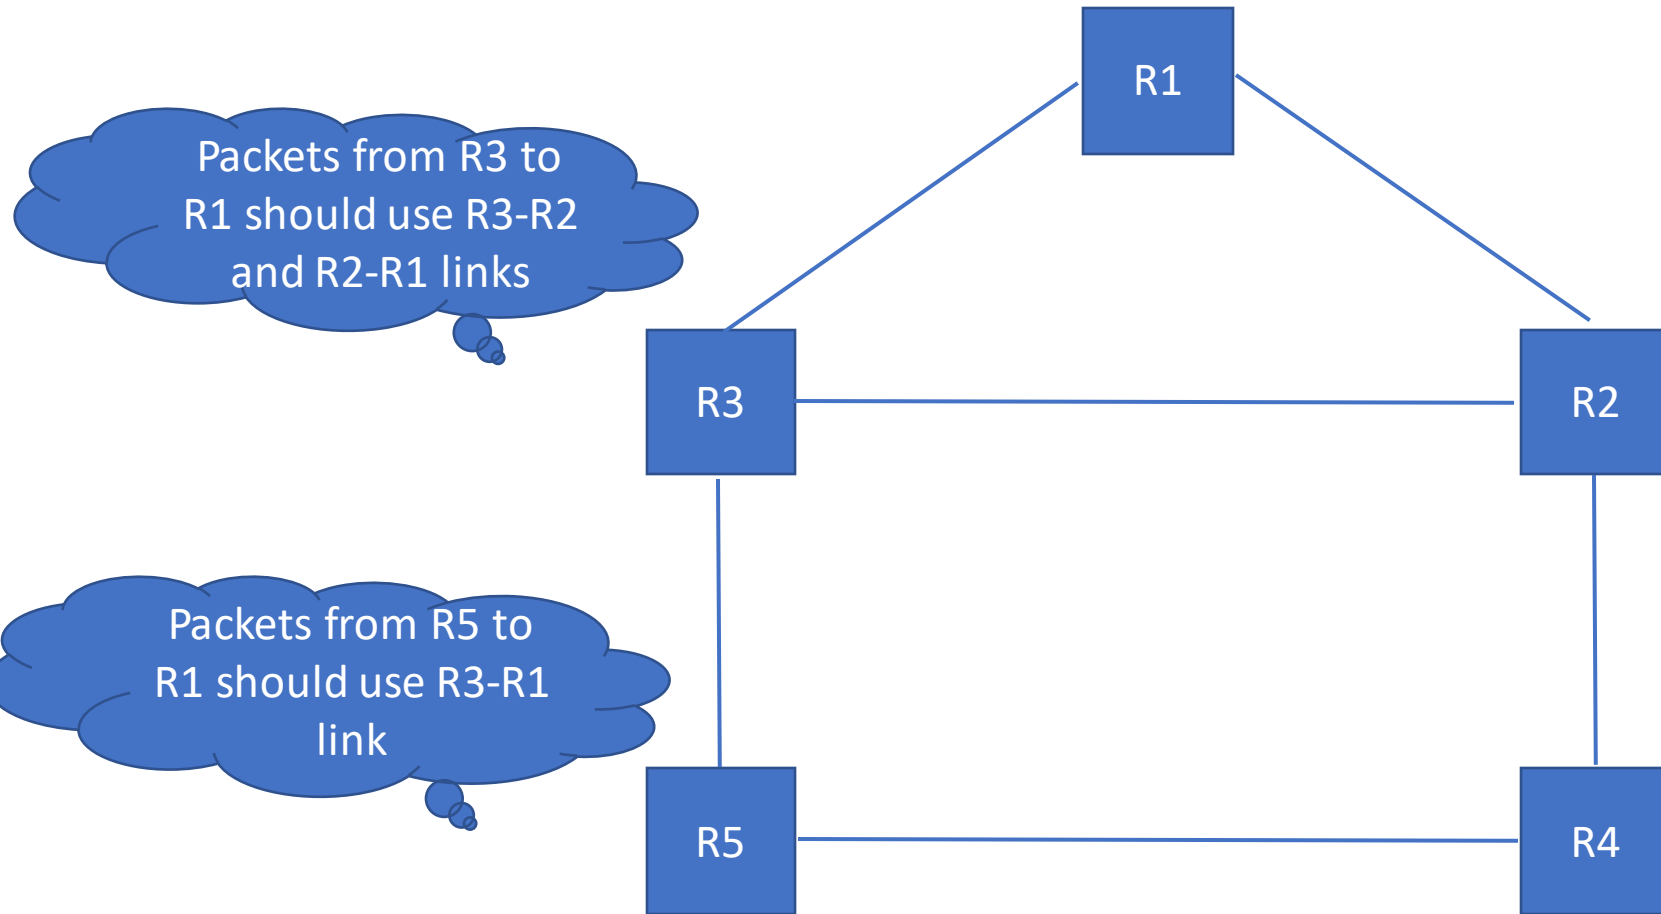 R1
Packets from R3 to
R1 should use R3-R2
and R2-R1 links
R3
R2
Packets from R5 to
R1 should use R3-R1
link
R5
R4